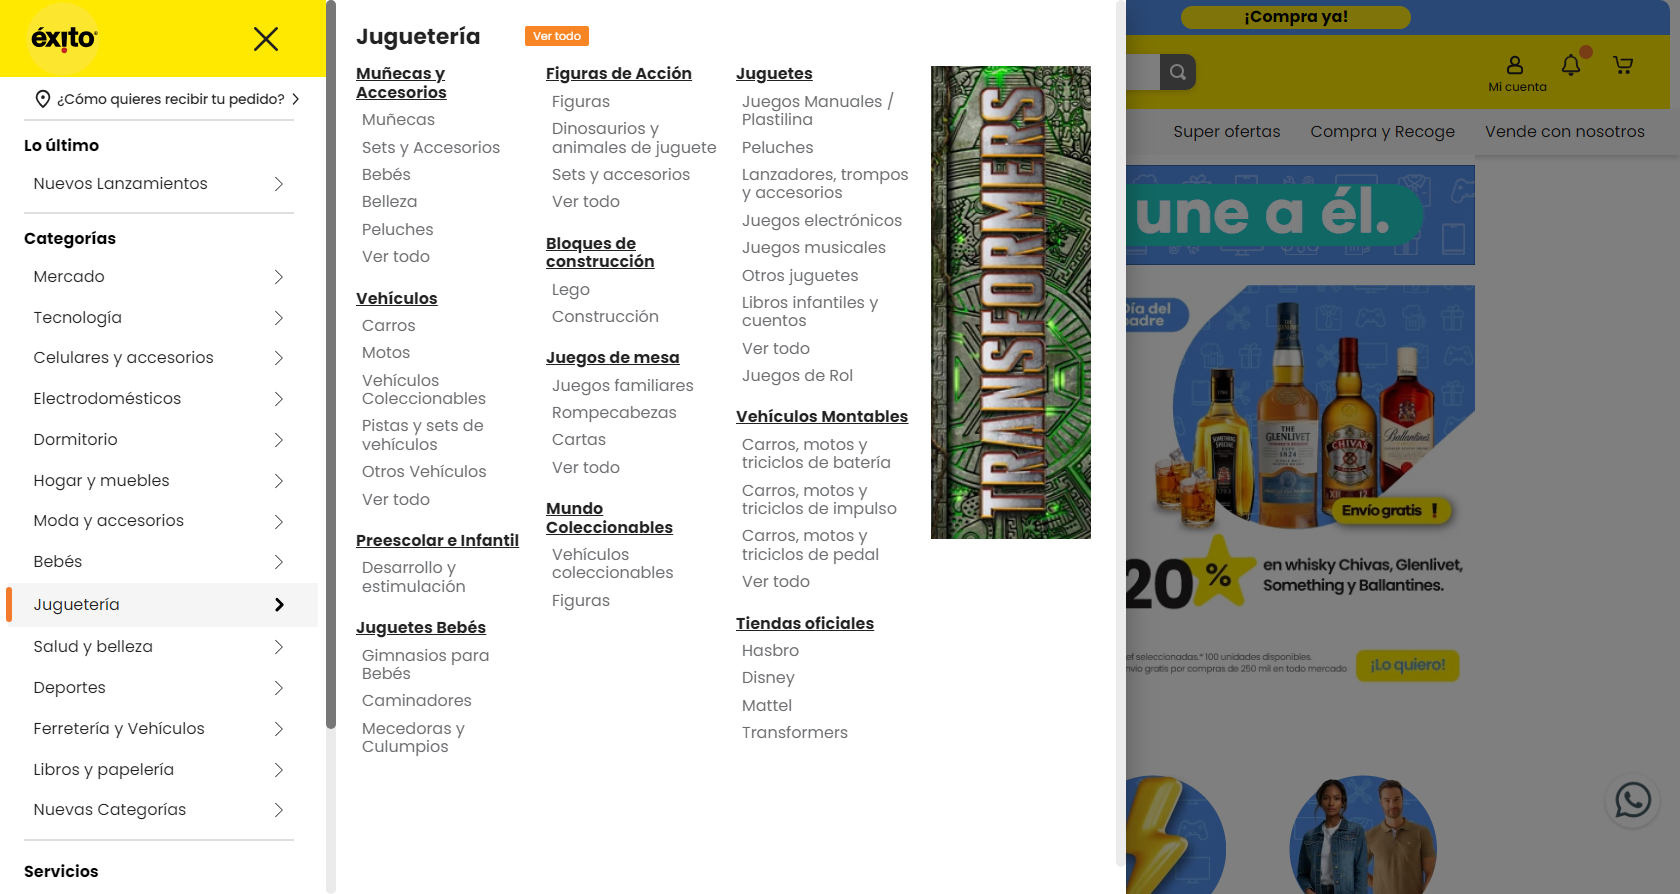 éxito
¿Cómo quieres recibir tu pedido?
Lo último
Nuevos Lanzamientos
Categorías
Mercado
Tecnología
Celulares y accesorios
Electrodomésticos
Dormitorio
Hogar y muebles
Moda y accesorios
Bebés
Juguetería
Salud y belleza
Deportes
Ferretería y Vehículos
Libros y papelería
Nuevas Categorías
Servicios
Juguetería
Ver todo
Muñecas y
Accesorios
Muñecas
Sets y Accesorios
Bebés
Belleza
Peluches
Ver todo
Vehículos
Carros
Motos
Vehículos
Coleccionables
Pistas y sets de
vehículos
Otros Vehículos
Ver todo
Preescolar e Infantil
Desarrollo y
estimulación
Juguetes Bebés
Gimnasios para
Bebés
Caminadores
Mecedoras y
Culumpios
Figuras de Acción
Figuras
Dinosaurios y
animales de juguete
Sets y accesorios
Ver todo
Bloques de
construcción
Lego
Construcción
Juegos de mesa
Juegos familiares
Rompecabezas
Cartas
Ver todo
Mundo
Coleccionables
Vehículos
coleccionables
Figuras
Juguetes
Juegos Manuales /
Plastilina
Peluches
Lanzadores, trompos
y accesorios
Juegos electrónicos
Juegos musicales
Otros juguetes
Libros infantiles y
cuentos
Ver todo
Juegos de Rol
Vehículos Montables
Carros, motos y
triciclos de batería
Carros, motos y
triciclos de impulso
Carros, motos y
triciclos de pedal
Ver todo
Tiendas oficiales
Hasbro
Disney
Mattel
Transformers
TRANSFORMERS
¡Compra ya!
Mi cuenta
Super ofertas
Compra y Recoge
Vende con nosotros
une a él.
Día del
padre
THE
GLENLIVET
1824
SOMETHING
SPECIAL
CHIVAS
XII 12
Ballantine's
Envío gratis !
20%
en whisky Chivas, Glenlivet,
Something y Ballantines.
ef seleccionadas.* 100 unidades disponibles.
nvío gratis por compras de 250 mil en todo mercado
¡Lo quiero!